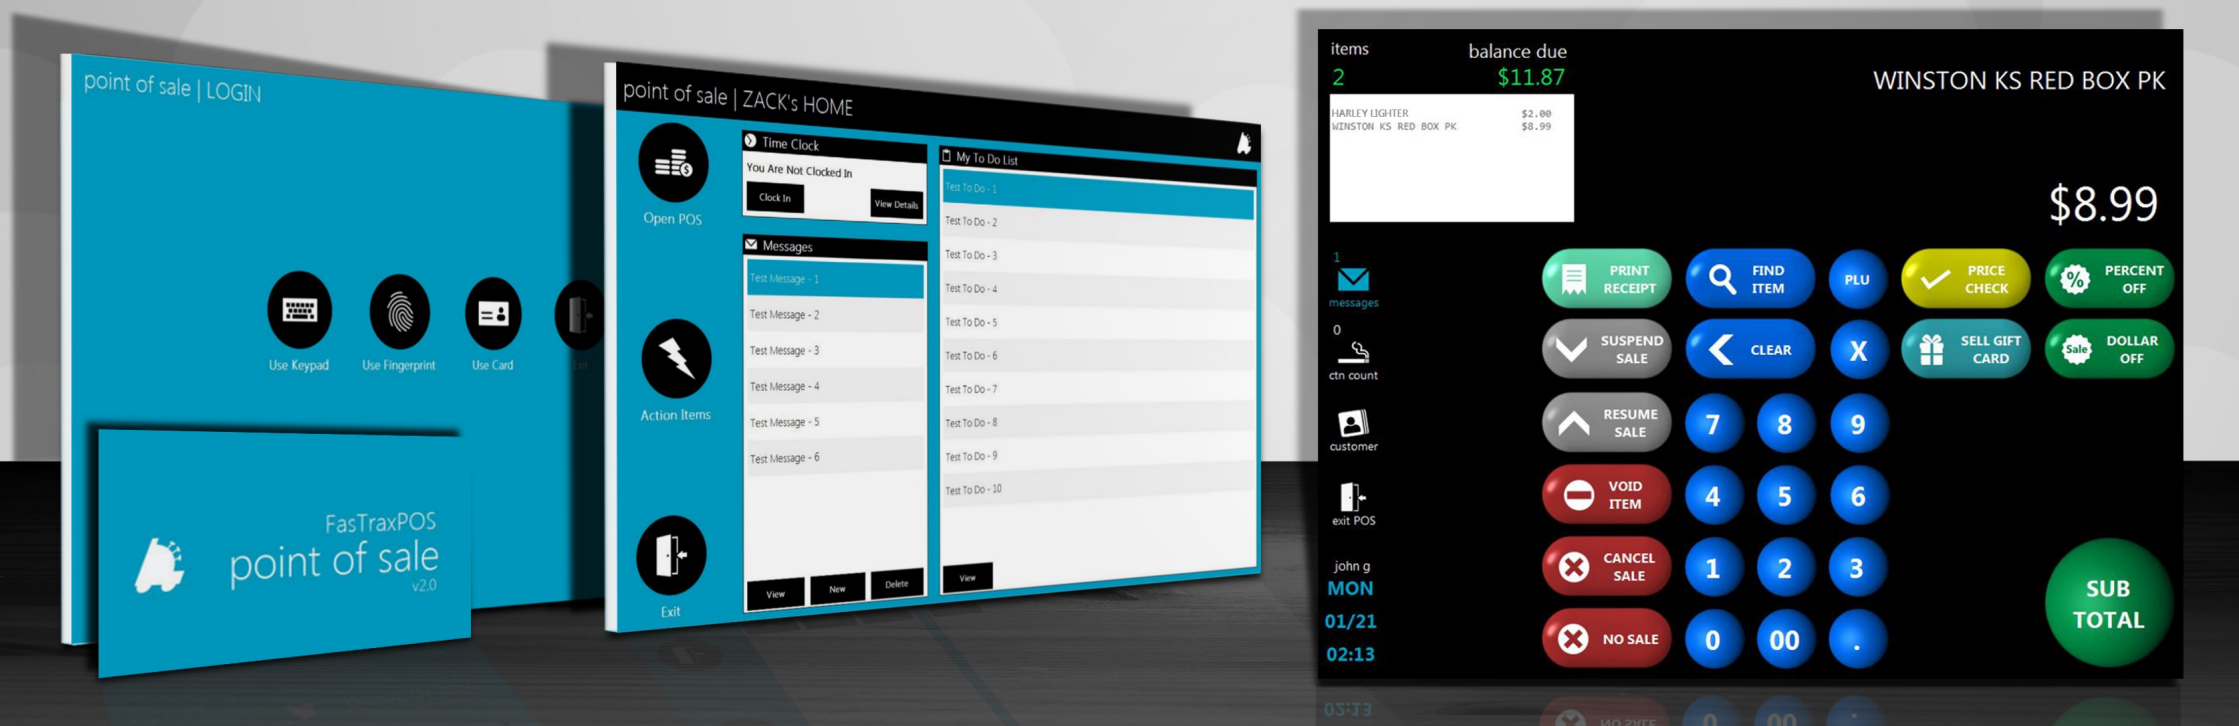 point of sale | LOGIN
Use Keypad
Use Fingerprint
Use Card
Exit
FasTraxPOS
point of sale
v2.0
point of sale | ZACK's HOME
Open POS
Action Items
Exit
Time Clock
You Are Not Clocked In
Clock In
View Details
Messages
Test Message - 1
Test Message - 2
Test Message - 3
Test Message - 4
Test Message - 5
Test Message - 6
View
New
Delete
My To Do List
Test To Do - 1
Test To Do - 2
Test To Do - 3
Test To Do - 4
Test To Do - 5
Test To Do - 6
Test To Do - 7
Test To Do - 8
Test To Do - 9
Test To Do - 10
View
items balance due
2 $11.87
HARLEY LIGHTER $2.00
WINSTON KS RED BOX PK $8.99
WINSTON KS RED BOX PK
$8.99
1
messages
0
ctn count
customer
exit POS
john g
MON
01/21
02:13
PRINT
RECEIPT
FIND
ITEM
PLU
PRICE
CHECK
%
PERCENT
OFF
SUSPEND
SALE
CLEAR
X
SELL GIFT
CARD
Sale
DOLLAR
OFF
RESUME
SALE
7 8 9
VOID
ITEM
4 5 6
CANCEL
SALE
1 2 3
NO SALE
0 00 .
SUB
TOTAL
02:13
NO SALE
0 00 .